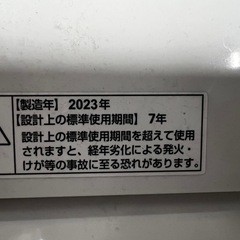 【製造年】2023年
【設計上の標準使用期間】7年
設計上の標準使用期間を超えて使用
されますと、経年劣化による発火・
けが等の事故に至る恐れがあります。